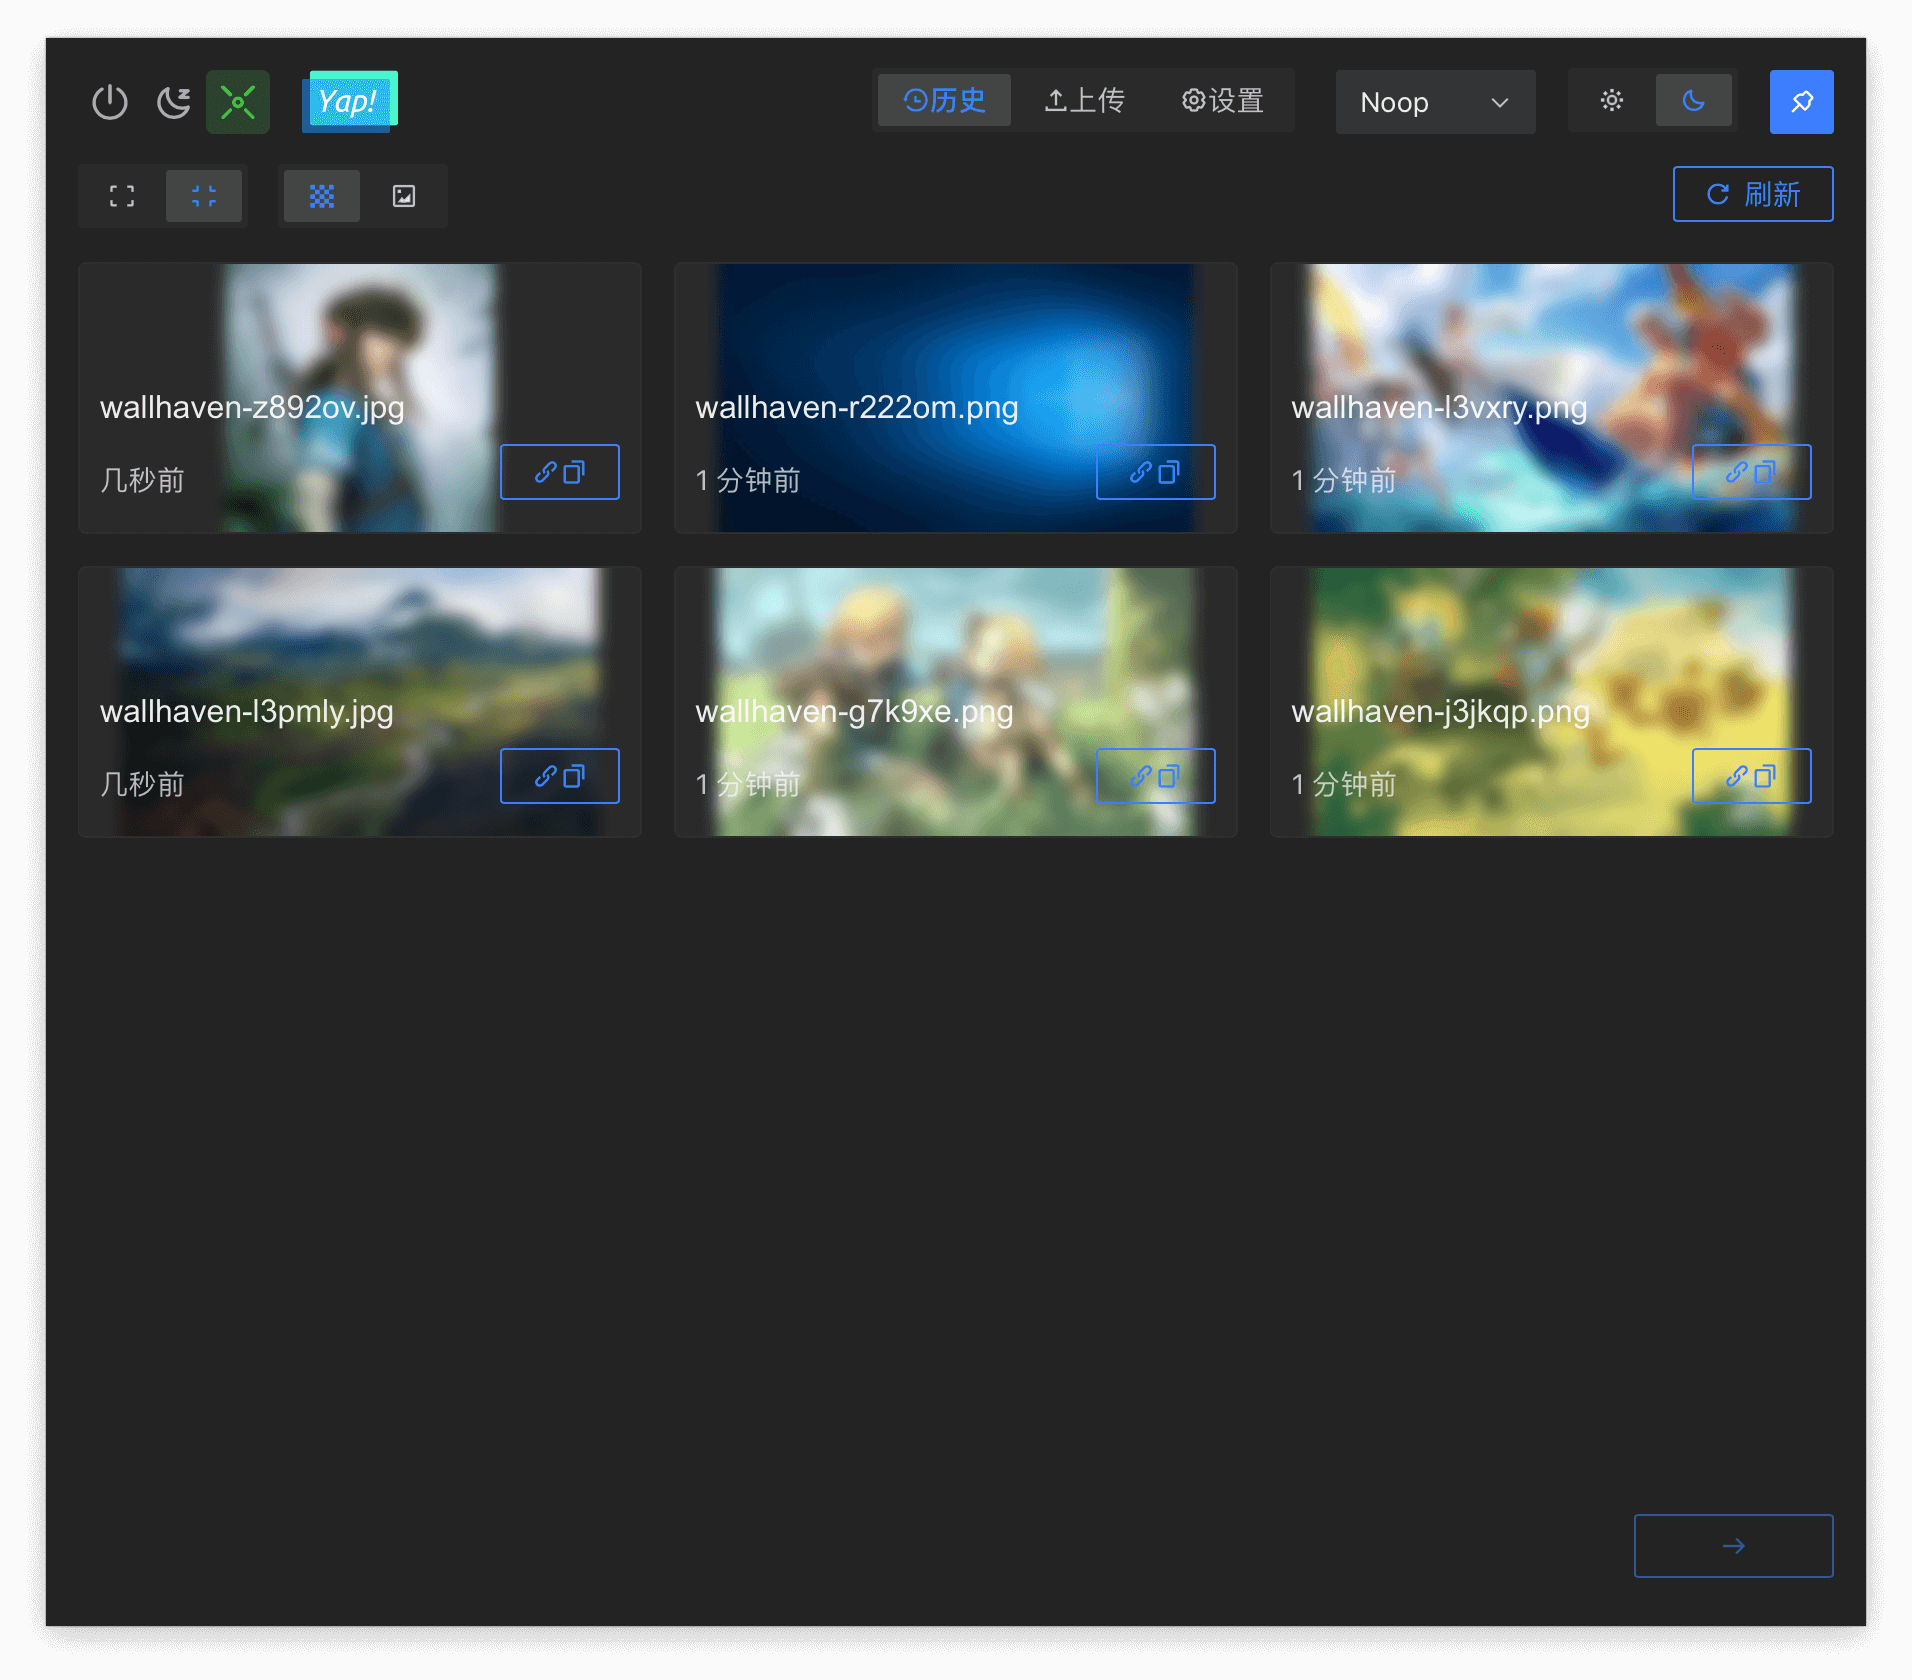 Yap!
历史
上传
设置
Noop
刷新
wallhaven-z892ov.jpg
几秒前
wallhaven-r222om.png
1 分钟前
wallhaven-l3vxry.png
1 分钟前
wallhaven-l3pmly.jpg
几秒前
wallhaven-g7k9xe.png
1 分钟前
wallhaven-j3jkqp.png
1 分钟前